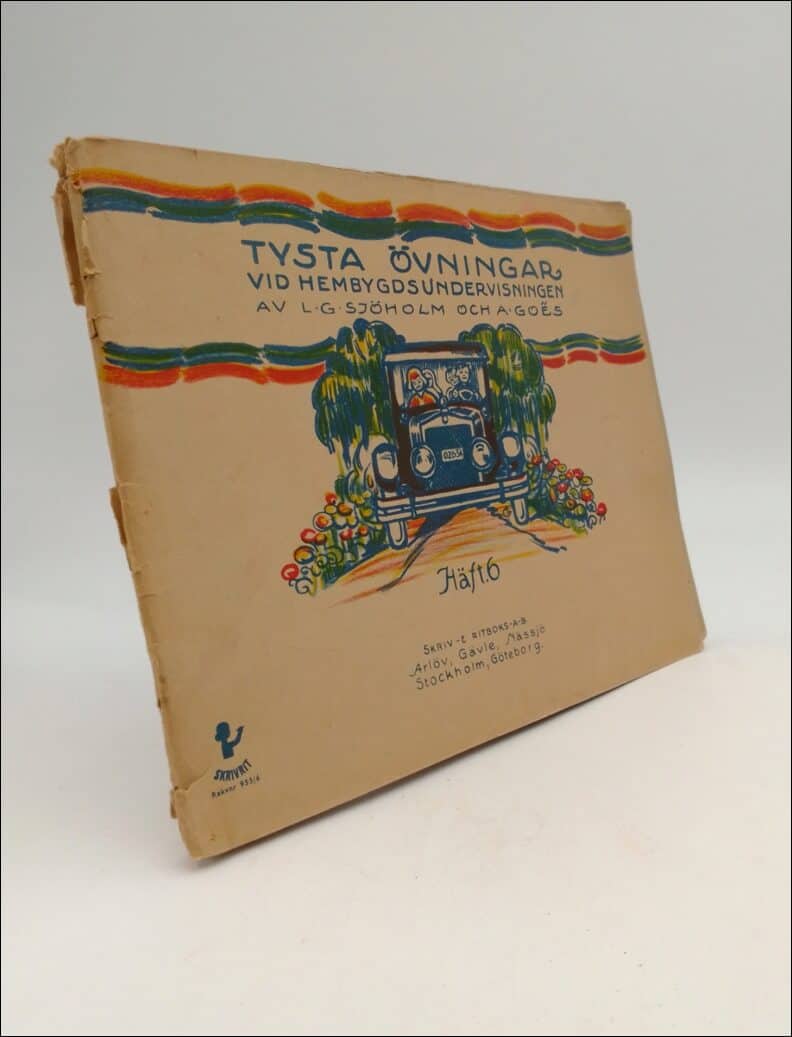 TYSTA ÖVNINGAR
VID HEMBYGDSUNDERVISNINGEN
AV L·G·SJÖHOLM OCH A·GOËS
Häft.6
SKRIV-& RITBOKS-A-B
Arlöv, Gävle, Nässjö
Stockholm, Göteborg.
SKRIVRIT